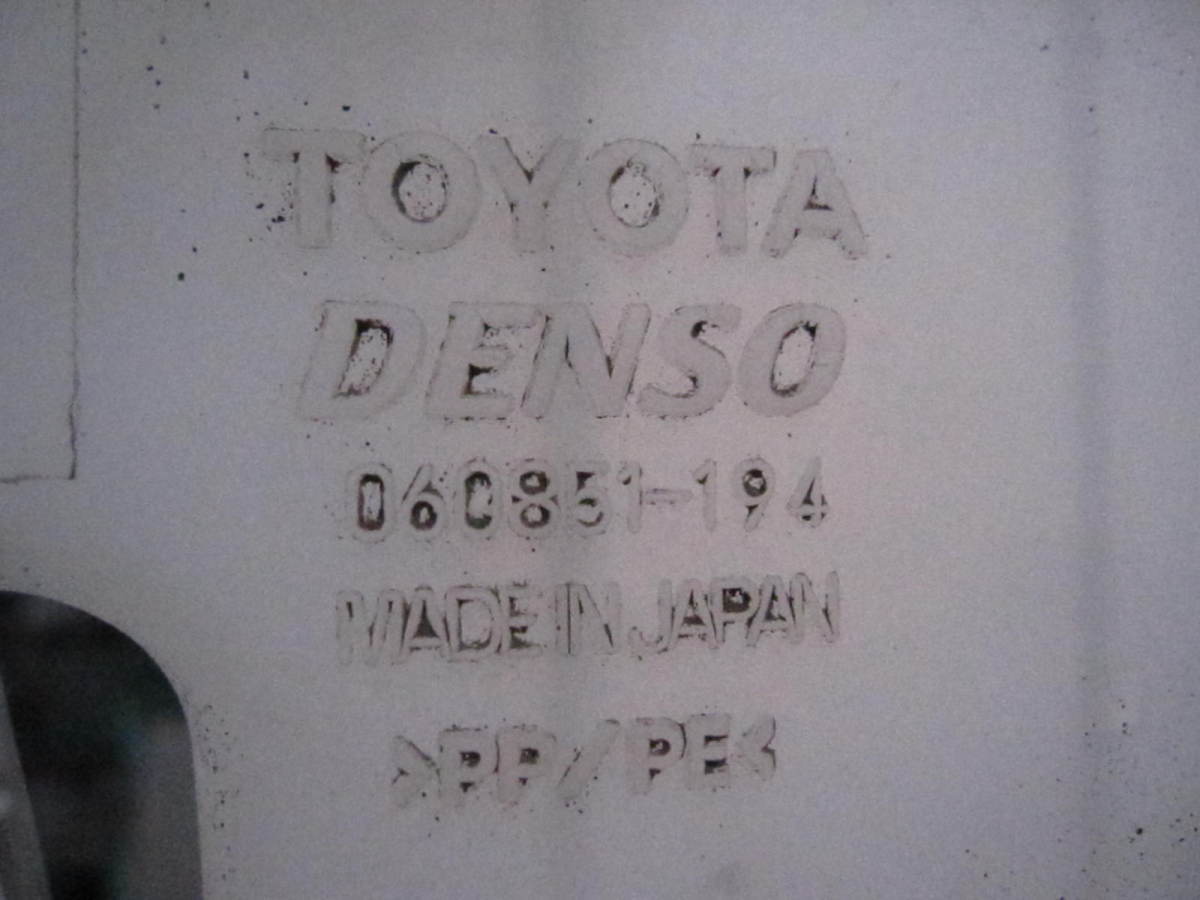 TOYOTA
DENSO
060851-194
MADE IN JAPAN
>PP/PE<